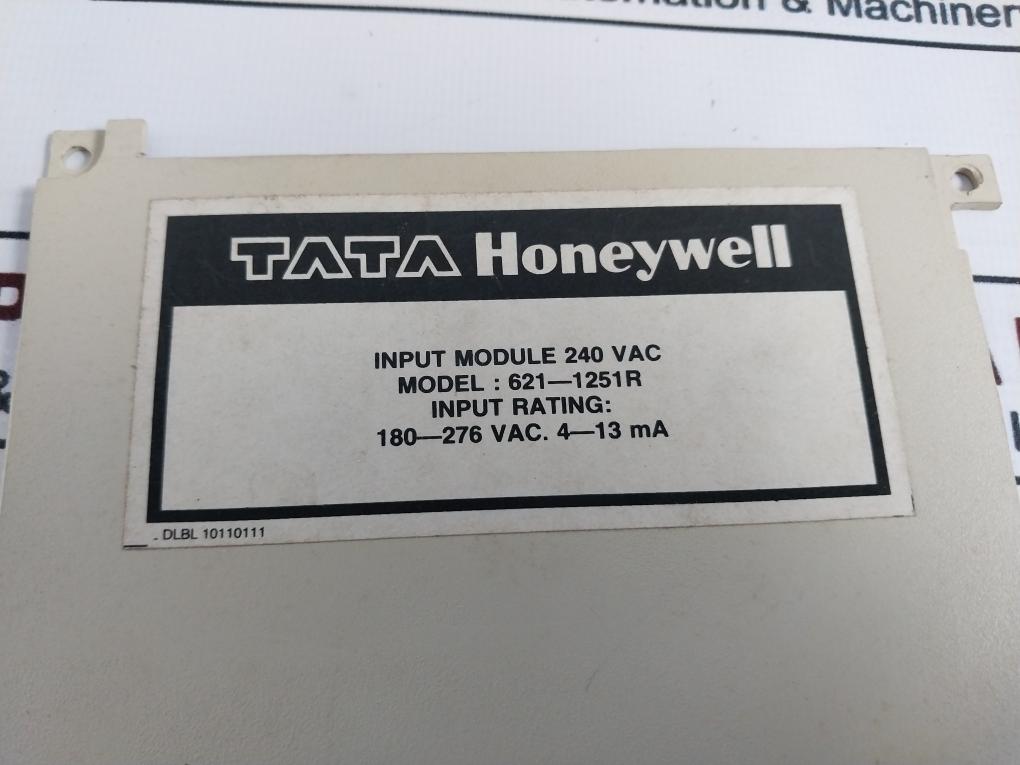 & Machinery
TATA Honeywell
INPUT MODULE 240 VAC
MODEL : 621—1251R
INPUT RATING:
180—276 VAC. 4—13 mA
DLBL 10110111